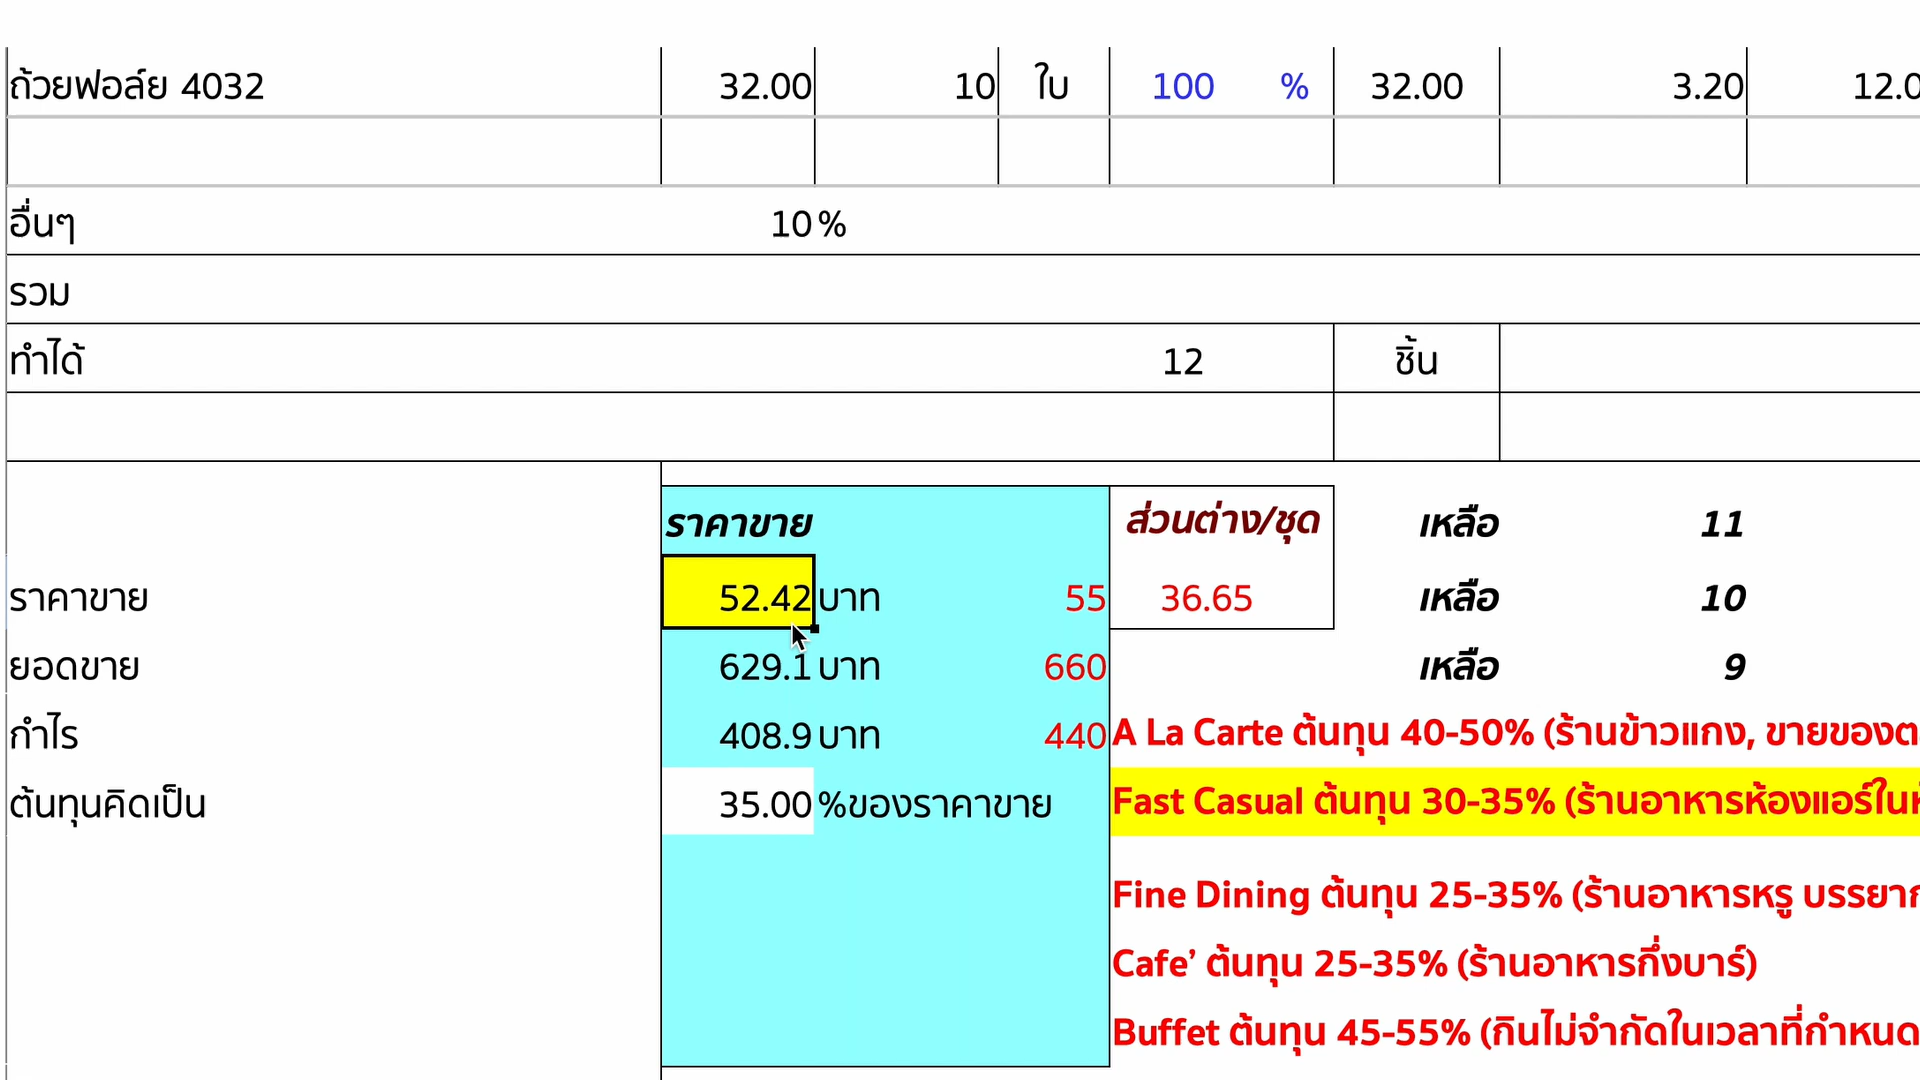 ถ้วยฟอล์ย 4032 32.00 10 ใบ 100 % 32.00 3.20 12.0
อื่นๆ 10 %
รวม
ทำได้ 12 ชิ้น
ราคาขาย ส่วนต่าง/ชุด เหลือ 11
ราคาขาย 52.42 บาท 55 36.65 เหลือ 10
ยอดขาย 629.1 บาท 660 เหลือ 9
กำไร 408.9 บาท 440 A La Carte ต้นทุน 40-50% (ร้านข้าวแกง, ขายของต
ต้นทุนคิดเป็น 35.00 %ของราคาขาย Fast Casual ต้นทุน 30-35% (ร้านอาหารห้องแอร์ในห
Fine Dining ต้นทุน 25-35% (ร้านอาหารหรู บรรยาก
Cafe’ ต้นทุน 25-35% (ร้านอาหารกึ่งบาร์)
Buffet ต้นทุน 45-55% (กินไม่จำกัดในเวลาที่กำหนด